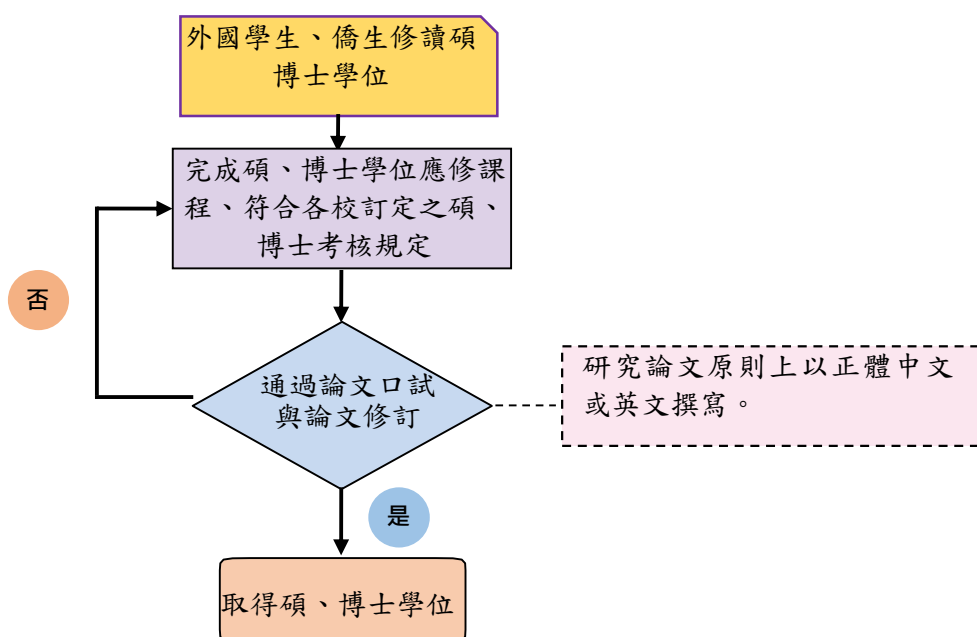 外國學生、僑生修讀碩
博士學位
完成碩、博士學位應修課
程、符合各校訂定之碩、
博士考核規定
否
通過論文口試
與論文修訂
研究論文原則上以正體中文
或英文撰寫。
是
取得碩、博士學位